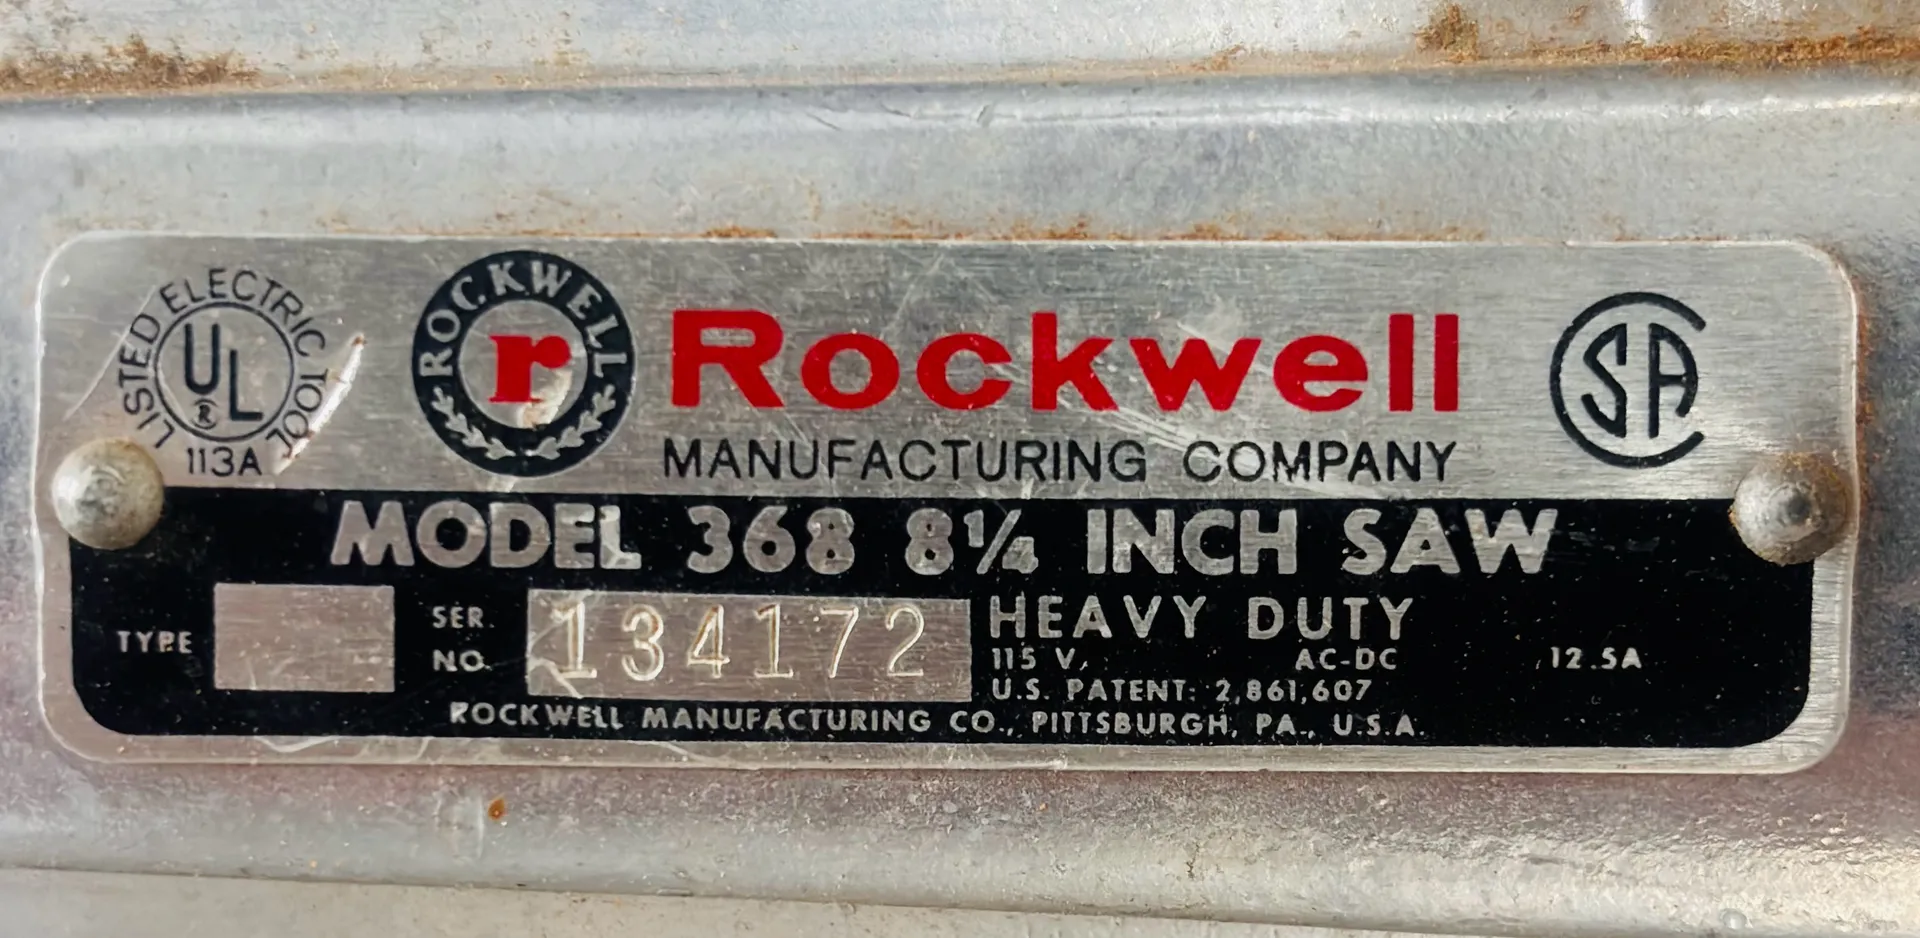 LISTED ELECTRIC TOOL
UL
®
113A
ROCKWELL
r
Rockwell
MANUFACTURING COMPANY
SA
MODEL 368 8¼ INCH SAW
TYPE
SER.
NO.
134172
HEAVY DUTY
115 V. AC-DC 12.5A
U.S. PATENT: 2,861,607
ROCKWELL MANUFACTURING CO., PITTSBURGH, PA., U.S.A.